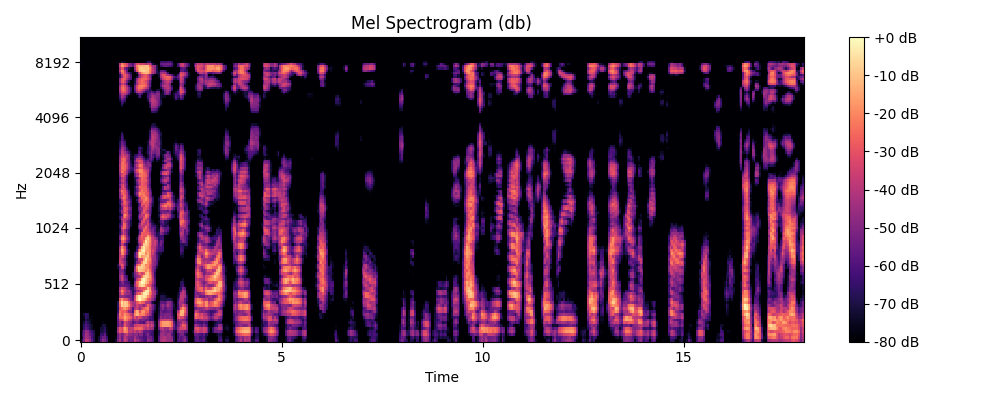 Mel Spectrogram (db)
8192
4096
2048
1024
512
0
Hz
0 5 10 15
Time
+0 dB
-10 dB
-20 dB
-30 dB
-40 dB
-50 dB
-60 dB
-70 dB
-80 dB